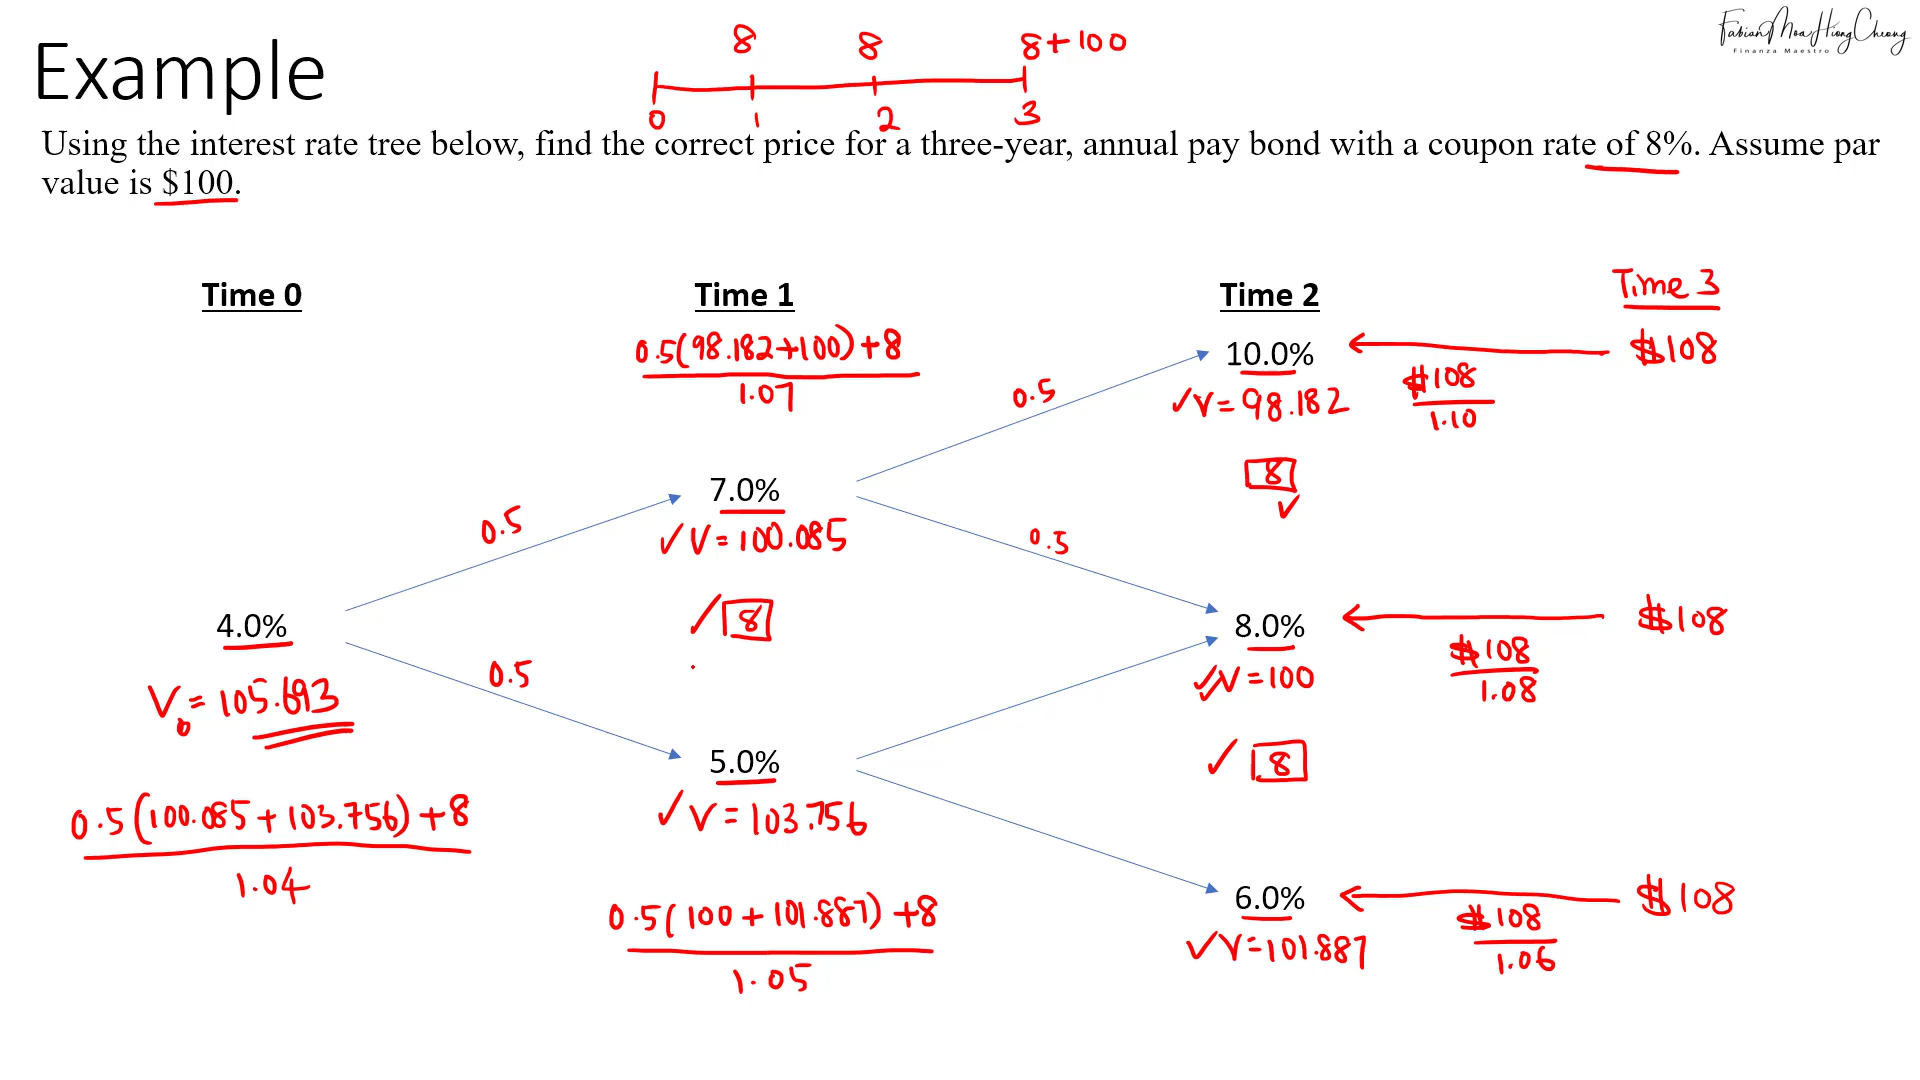 Fabian Moa Hiong Cheong
Finanza Maestro
Example
8 8 8+100
0 1 2 3
Using the interest rate tree below, find the correct price for a three-year, annual pay bond with a coupon rate of 8%. Assume par
value is $100.
Time 0
Time 1
Time 2
Time 3
0.5(98.182+100)+8
1.07
10.0%
$108
$108
1.10
✓V=98.182
0.5
8
✓
7.0%
✓V=100.085
0.5
0.5
✓8
4.0%
V0=105.693
8.0%
$108
$108
1.08
✓V=100
0.5
✓8
5.0%
✓V=103.756
0.5(100.085+103.756)+8
1.04
6.0%
$108
$108
1.06
✓V=101.887
0.5(100+101.887)+8
1.05